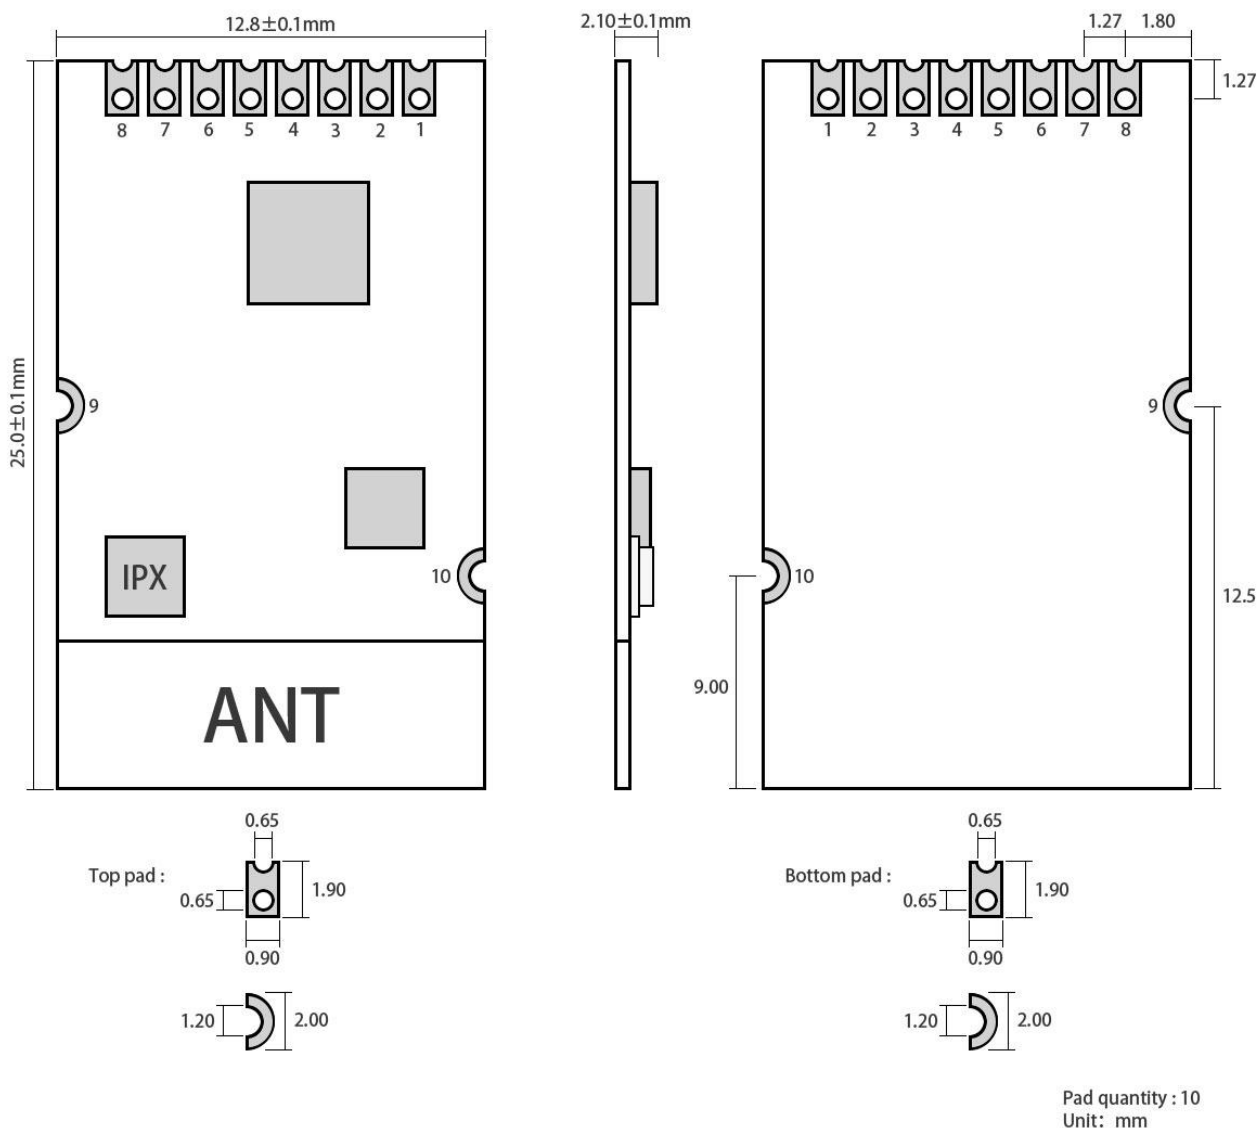 12.8±0.1mm
2.10±0.1mm
1.27 1.80
1.27
8 7 6 5 4 3 2 1
1 2 3 4 5 6 7 8
25.0±0.1mm
9
9
IPX
10
10
12.5
9.00
ANT
0.65
0.65
Top pad :
1.90
0.65
0.90
Bottom pad :
1.90
0.65
0.90
1.20
2.00
1.20
2.00
Pad quantity : 10
Unit: mm